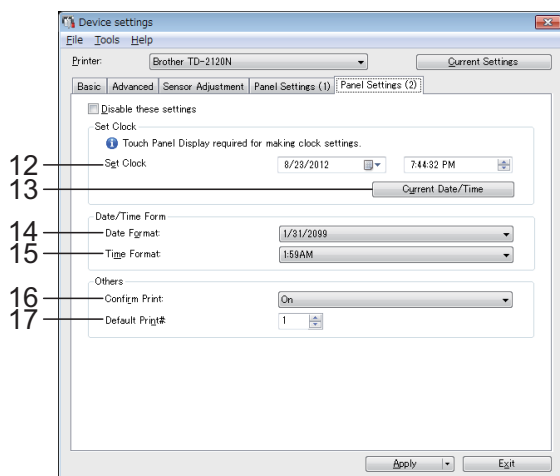 Device settings
File Tools Help
Printer: Brother TD-2120N Current Settings
Basic Advanced Sensor Adjustment Panel Settings (1) Panel Settings (2)
Disable these settings
Set Clock
Touch Panel Display required for making clock settings.
12 Set Clock 8/23/2012 7:44:32 PM
13 Current Date/Time
Date/Time Form
14 Date Format: 1/31/2099
15 Time Format: 1:59AM
Others
16 Confirm Print: On
17 Default Print#: 1
Apply Exit